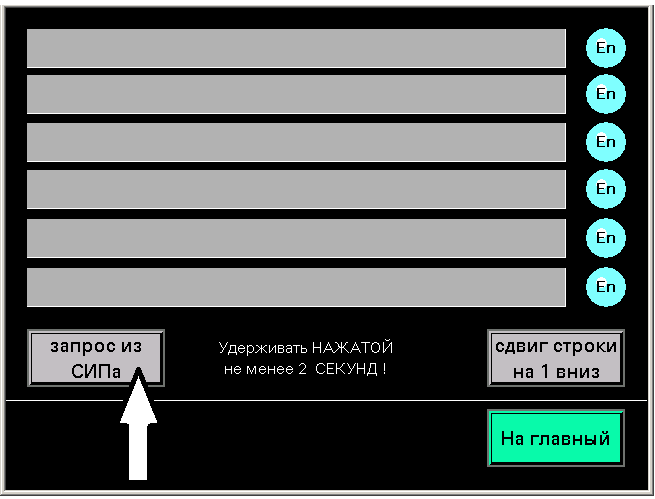 En
En
En
En
En
En
запрос из
СИПа
Удерживать НАЖАТОЙ
не менее 2 СЕКУНД !
сдвиг строки
на 1 вниз
На главный